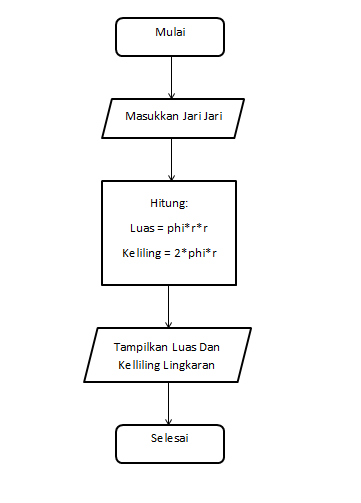 Mulai
Masukkan Jari Jari
Hitung:
Luas = phi*r*r
Keliling = 2*phi*r
Tampilkan Luas Dan
Kelliling Lingkaran
Selesai